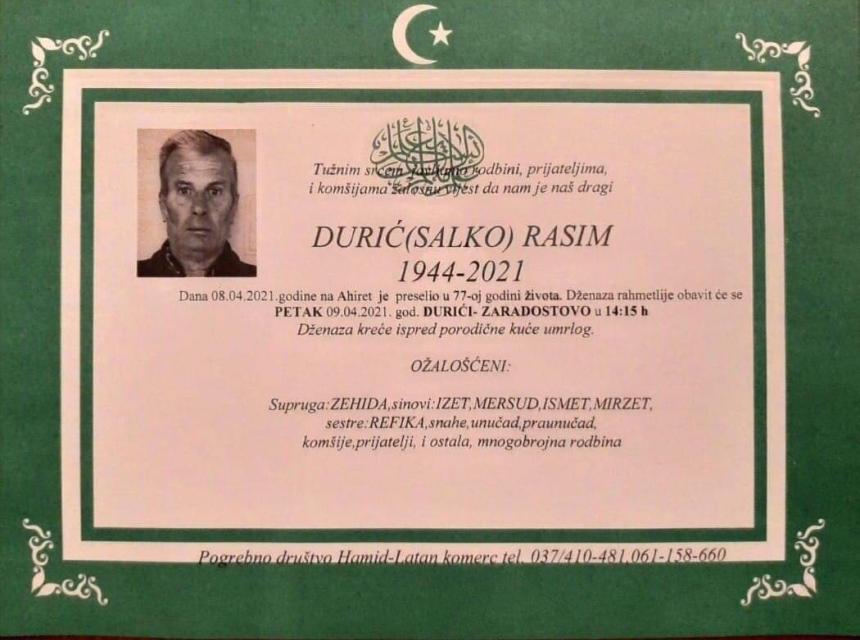 Tužnim srcem javljamo rodbini, prijateljima,
i komšijama žalosnu vijest da nam je naš dragi
DURIĆ(SALKO) RASIM
1944-2021
Dana 08.04.2021.godine na Ahiret je preselio u 77-oj godini života. Dženaza rahmetlije obavit će se
PETAK 09.04.2021. god. DURIĆI- ZARADOSTOVO u 14:15 h
Dženaza kreće ispred porodične kuće umrlog.
OŽALOŠĆENI:
Supruga:ZEHIDA,sinovi:IZET,MERSUD,ISMET,MIRZET,
sestre:REFIKA,snahe,unučad,praunučad,
komšije,prijatelji, i ostala, mnogobrojna rodbina
Pogrebno društvo Hamid-Latan komerc tel. 037/410-481,061-158-660